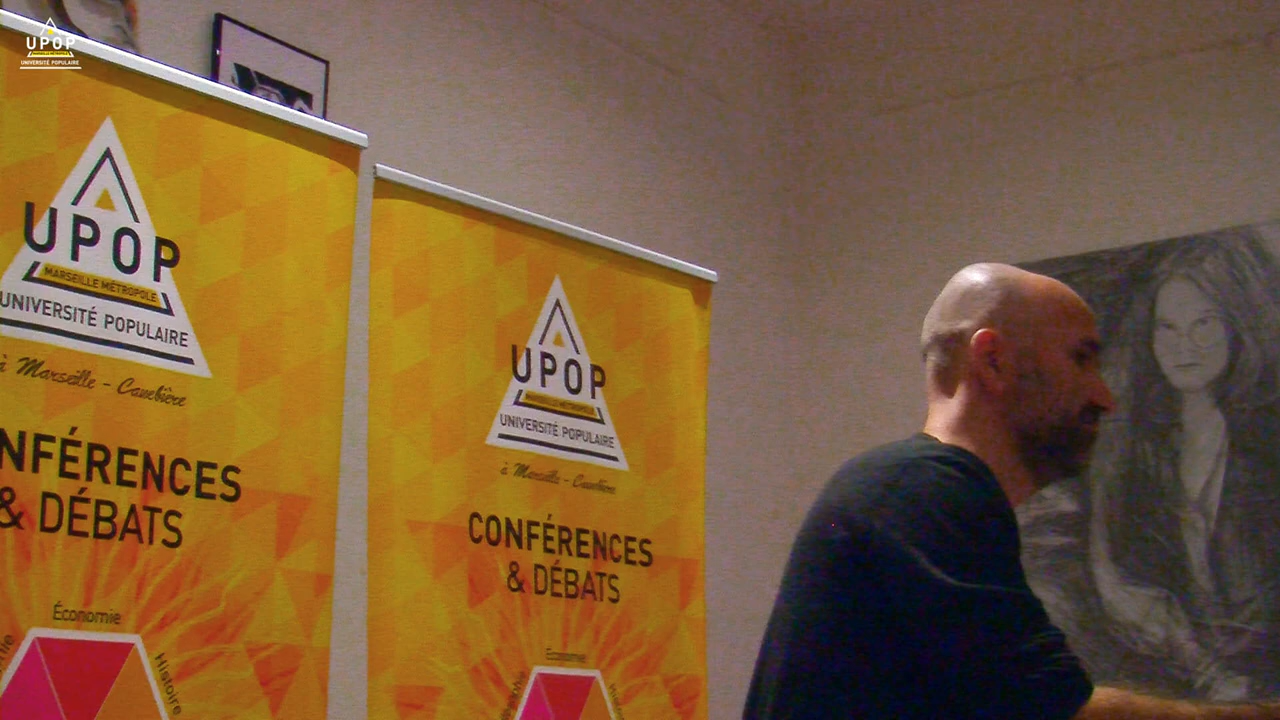 UPOP
UNIVERSITÉ POPULAIRE
UPOP
MARSEILLE MÉTROPOLE
UNIVERSITÉ POPULAIRE
à Marseille - Canebière
NFÉRENCES
& DÉBATS
Économie
Histoire
UPOP
MARSEILLE MÉTROPOLE
UNIVERSITÉ POPULAIRE
à Marseille - Canebière
CONFÉRENCES
& DÉBATS
Économie